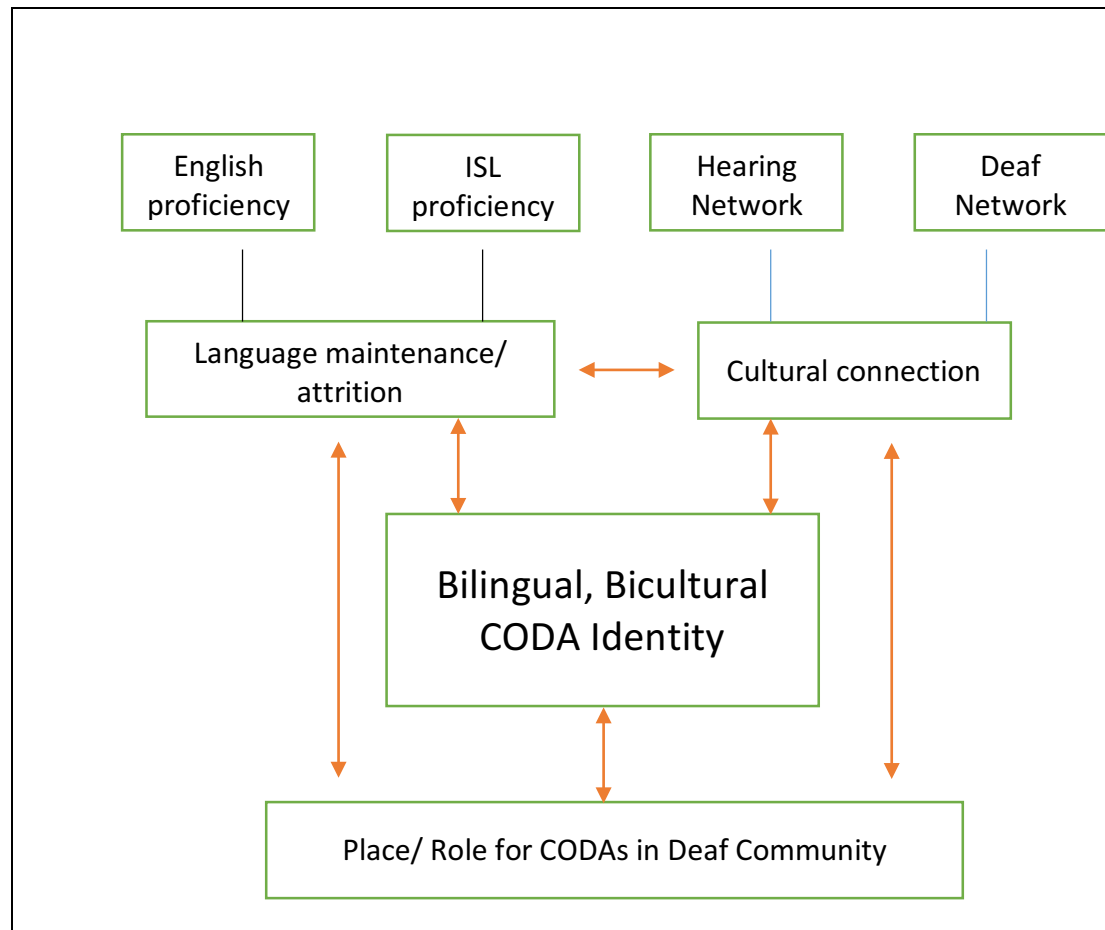 English
proficiency
ISL
proficiency
Hearing
Network
Deaf
Network
Language maintenance/
attrition
Cultural connection
Bilingual, Bicultural
CODA Identity
Place/ Role for CODAs in Deaf Community